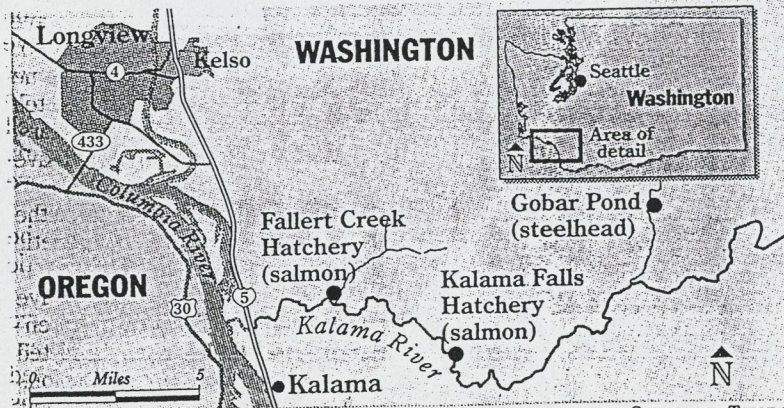 Longview
Kelso
4
433
WASHINGTON
Seattle
Washington
Area of
detail
N
Columbia River
OREGON
30
5
Fallert Creek
Hatchery
(salmon)
Gobar Pond
(steelhead)
Kalama Falls
Hatchery
(salmon)
Kalama River
Kalama
0 Miles 5
N